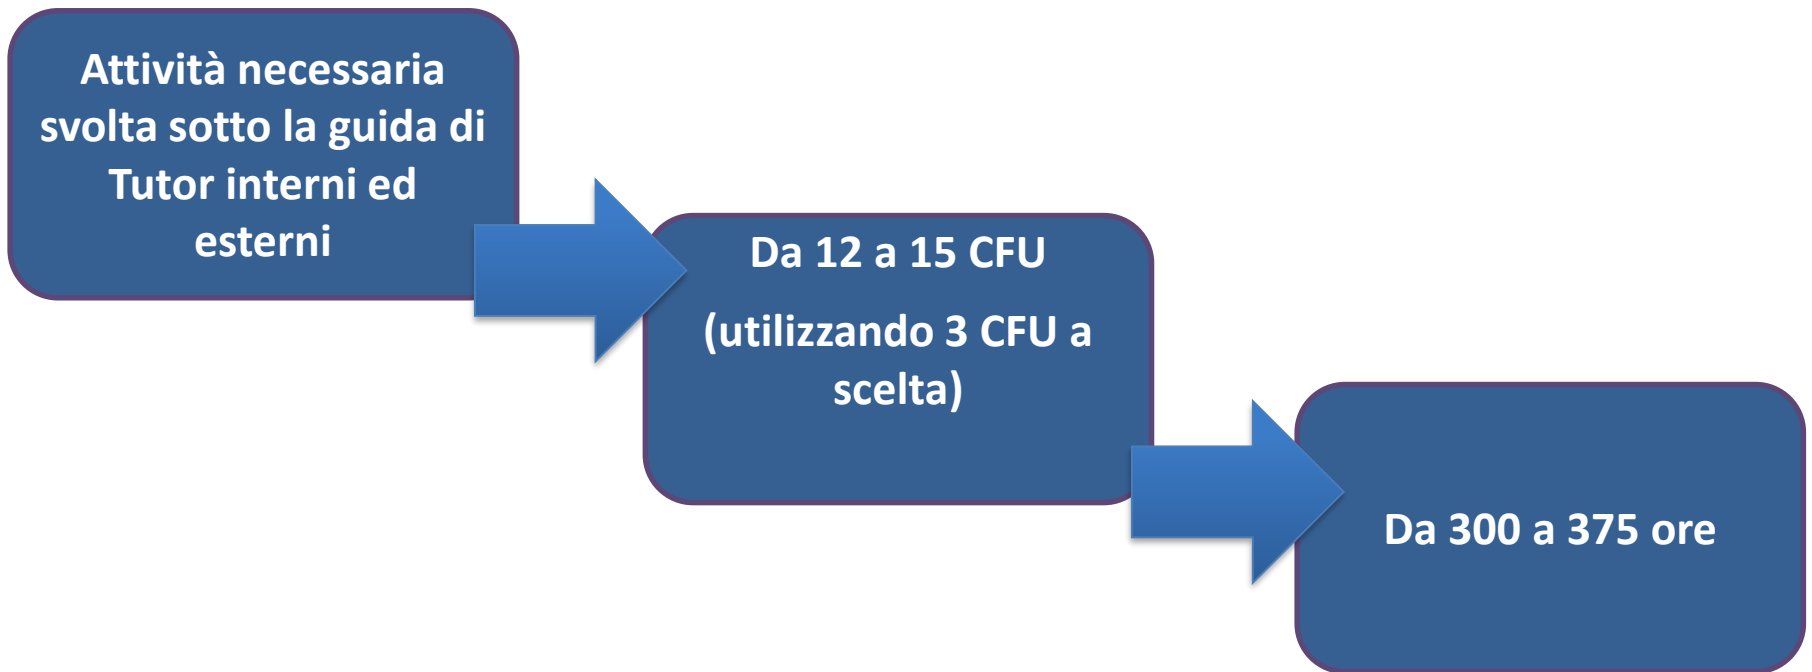 Attività necessaria
svolta sotto la guida di
Tutor interni ed
esterni
Da 12 a 15 CFU
(utilizzando 3 CFU a
scelta)
Da 300 a 375 ore